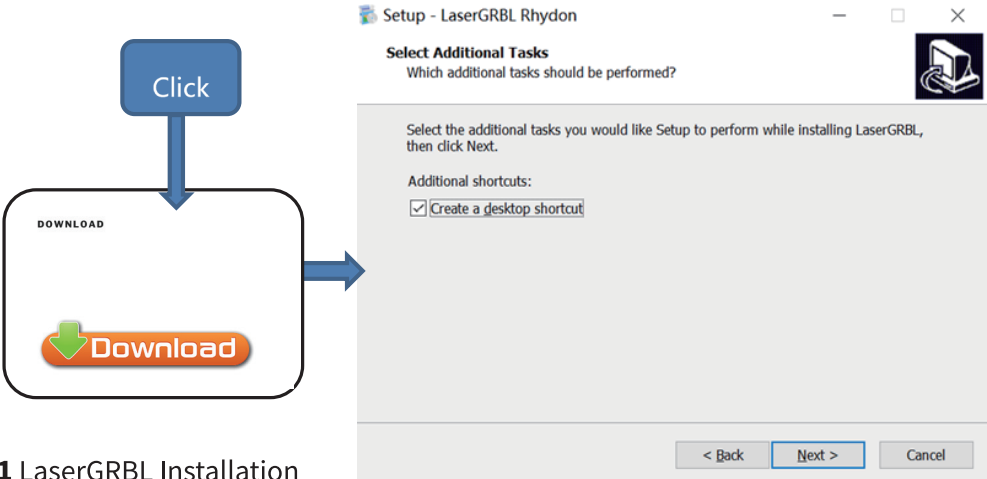 Click
DOWNLOAD
Download
1 LaserGRBL Installation
Setup - LaserGRBL Rhydon
Select Additional Tasks
Which additional tasks should be performed?
Select the additional tasks you would like Setup to perform while installing LaserGRBL,
then click Next.
Additional shortcuts:
Create a desktop shortcut
< Back Next > Cancel